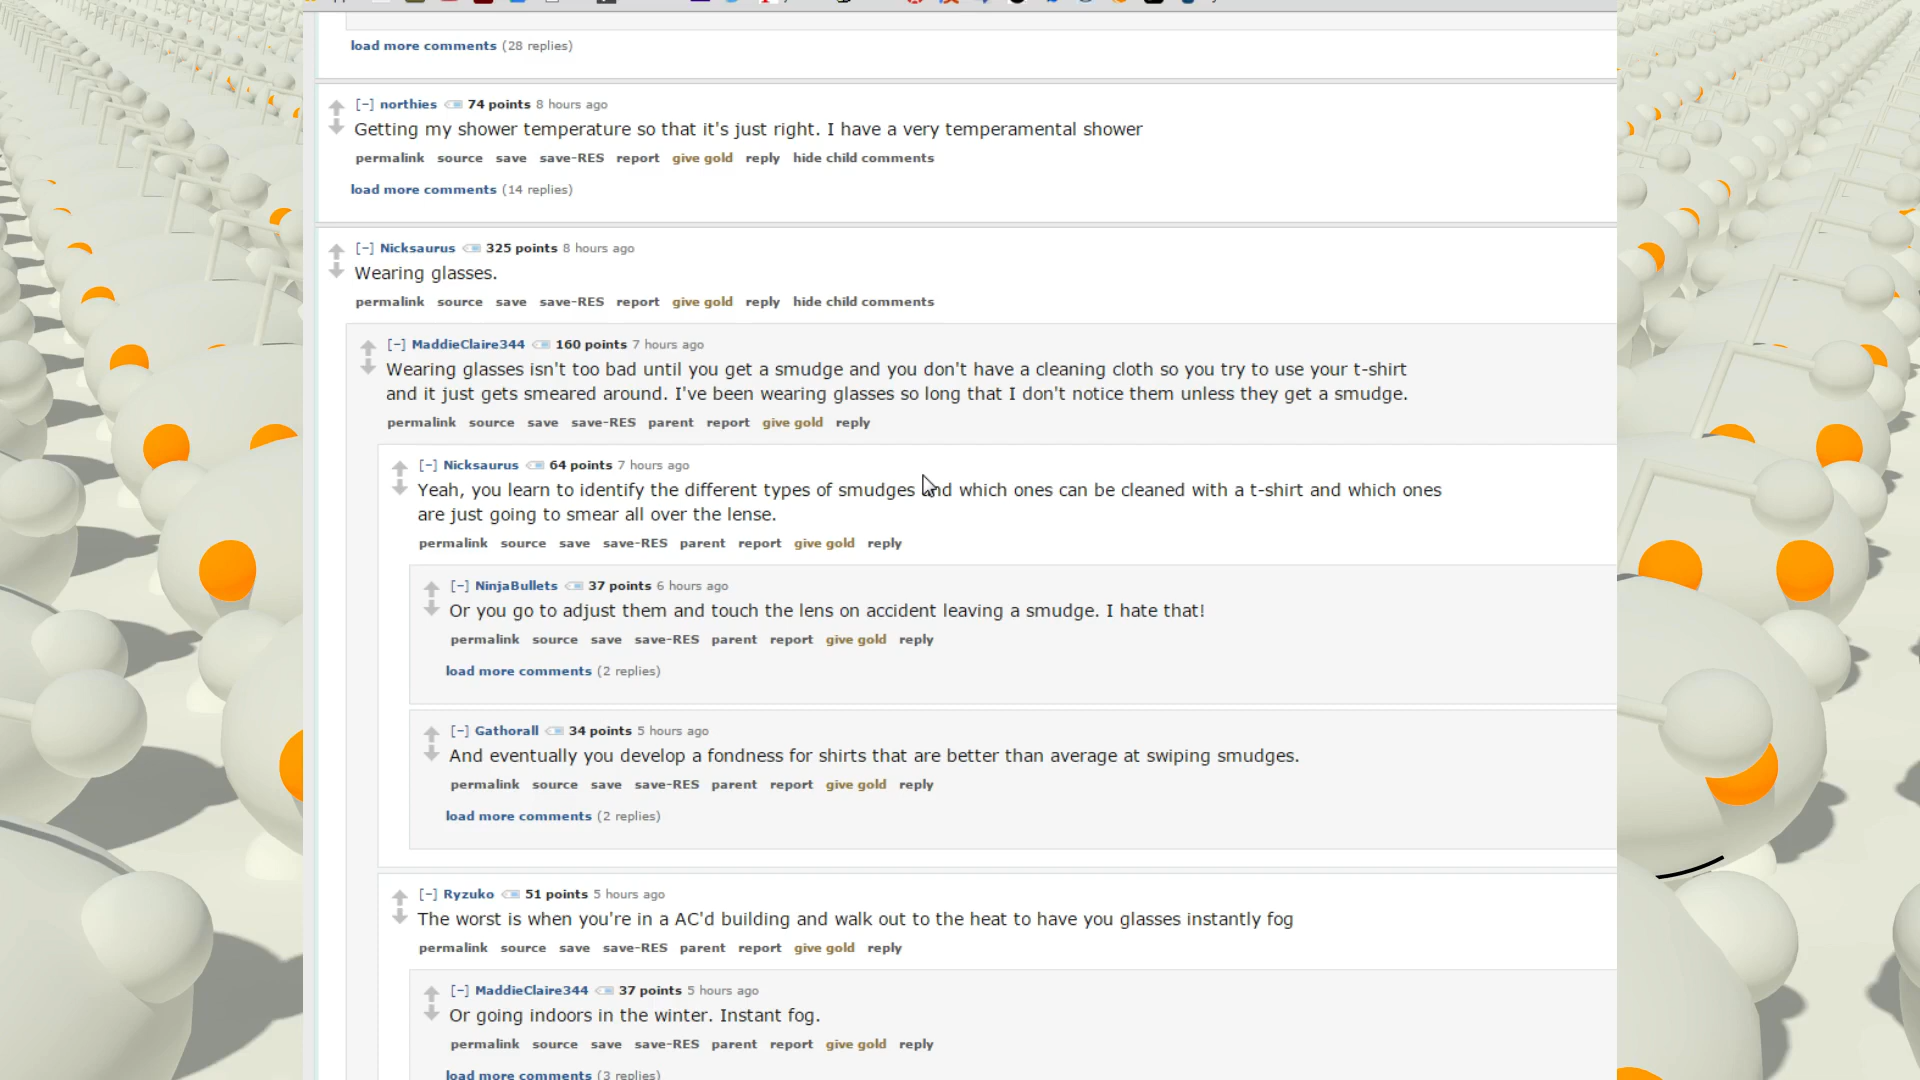 load more comments (28 replies)
[–] northies 74 points 8 hours ago
Getting my shower temperature so that it's just right. I have a very temperamental shower
permalink source save save-RES report give gold reply hide child comments
load more comments (14 replies)
[–] Nicksaurus 325 points 8 hours ago
Wearing glasses.
permalink source save save-RES report give gold reply hide child comments
[–] MaddieClaire344 160 points 7 hours ago
Wearing glasses isn't too bad until you get a smudge and you don't have a cleaning cloth so you try to use your t-shirt
and it just gets smeared around. I've been wearing glasses so long that I don't notice them unless they get a smudge.
permalink source save save-RES parent report give gold reply
[–] Nicksaurus 64 points 7 hours ago
Yeah, you learn to identify the different types of smudges and which ones can be cleaned with a t-shirt and which ones
are just going to smear all over the lense.
permalink source save save-RES parent report give gold reply
[–] NinjaBullets 37 points 6 hours ago
Or you go to adjust them and touch the lens on accident leaving a smudge. I hate that!
permalink source save save-RES parent report give gold reply
load more comments (2 replies)
[–] Gathorall 34 points 5 hours ago
And eventually you develop a fondness for shirts that are better than average at swiping smudges.
permalink source save save-RES parent report give gold reply
load more comments (2 replies)
[–] Ryzuko 51 points 5 hours ago
The worst is when you're in a AC'd building and walk out to the heat to have you glasses instantly fog
permalink source save save-RES parent report give gold reply
[–] MaddieClaire344 37 points 5 hours ago
Or going indoors in the winter. Instant fog.
permalink source save save-RES parent report give gold reply
load more comments (3 replies)